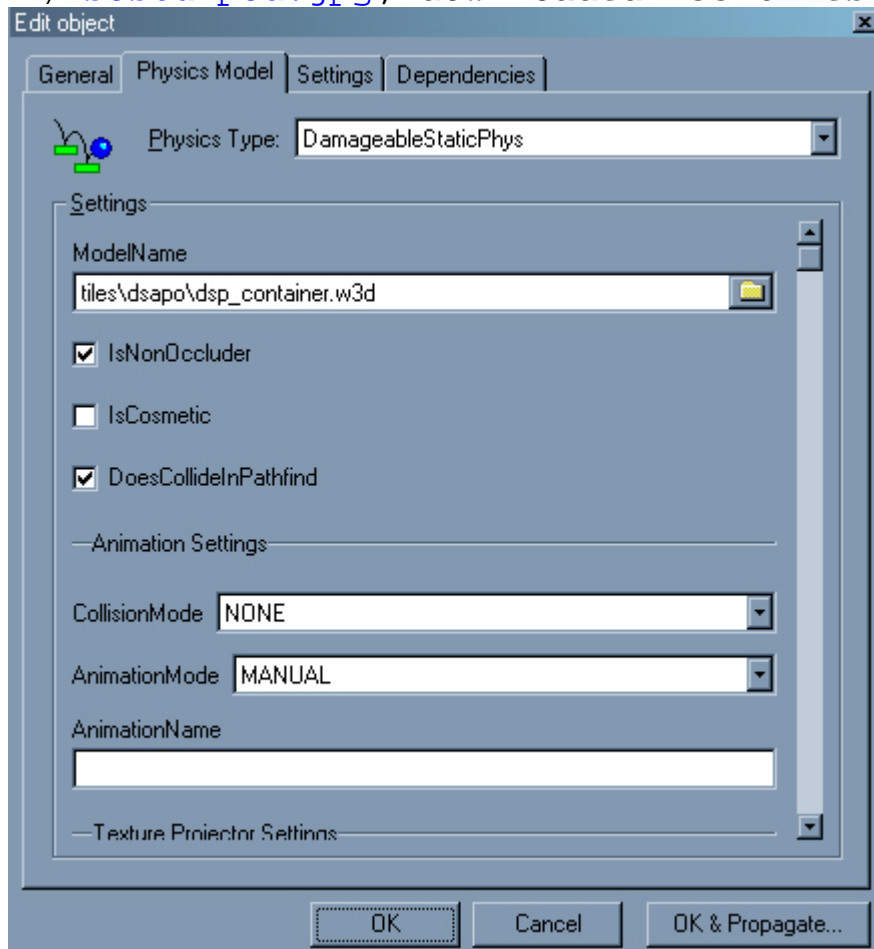 Edit object
General Physics Model Settings Dependencies
Physics Type: DamageableStaticPhys
Settings
ModelName
tiles\dsapo\dsp_container.w3d
IsNonOccluder
IsCosmetic
DoesCollideInPathfind
Animation Settings
CollisionMode NONE
AnimationMode MANUAL
AnimationName
Texture Projector Settings
OK Cancel OK & Propagate...